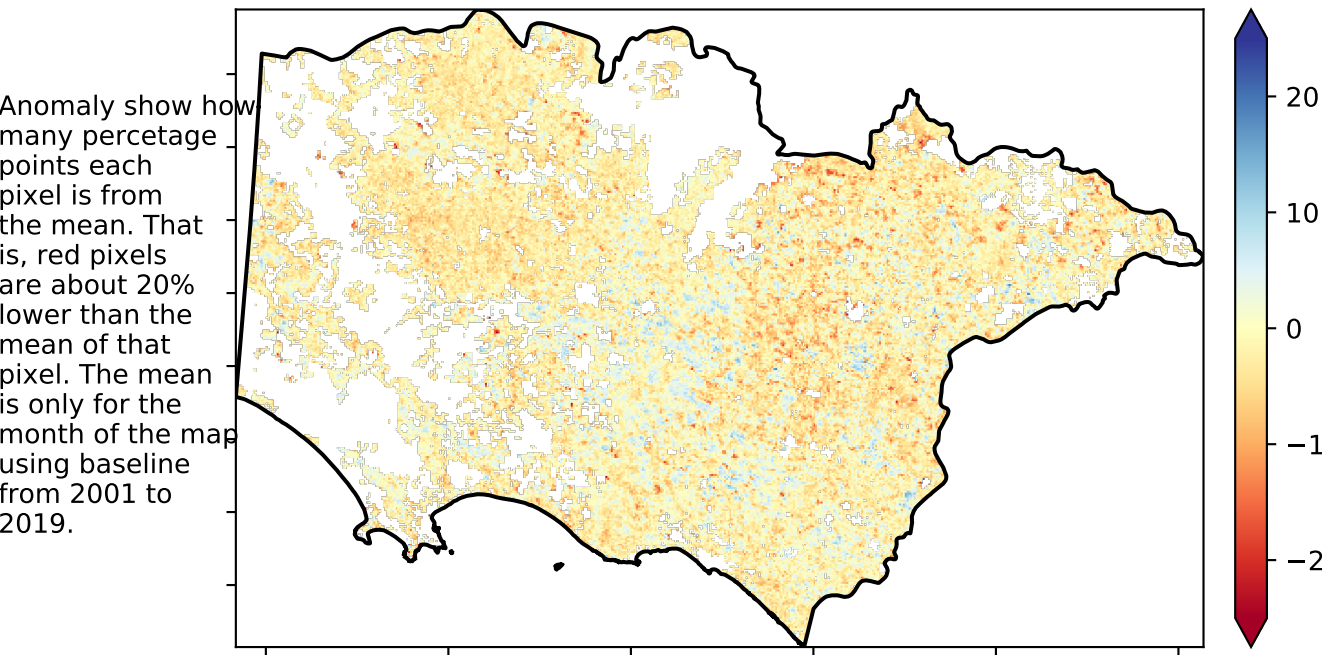 Anomaly show how
many percetage
points each
pixel is from
the mean. That
is, red pixels
are about 20%
lower than the
mean of that
pixel. The mean
is only for the
month of the map
using baseline
from 2001 to
2019.
20
10
0
−1
−2